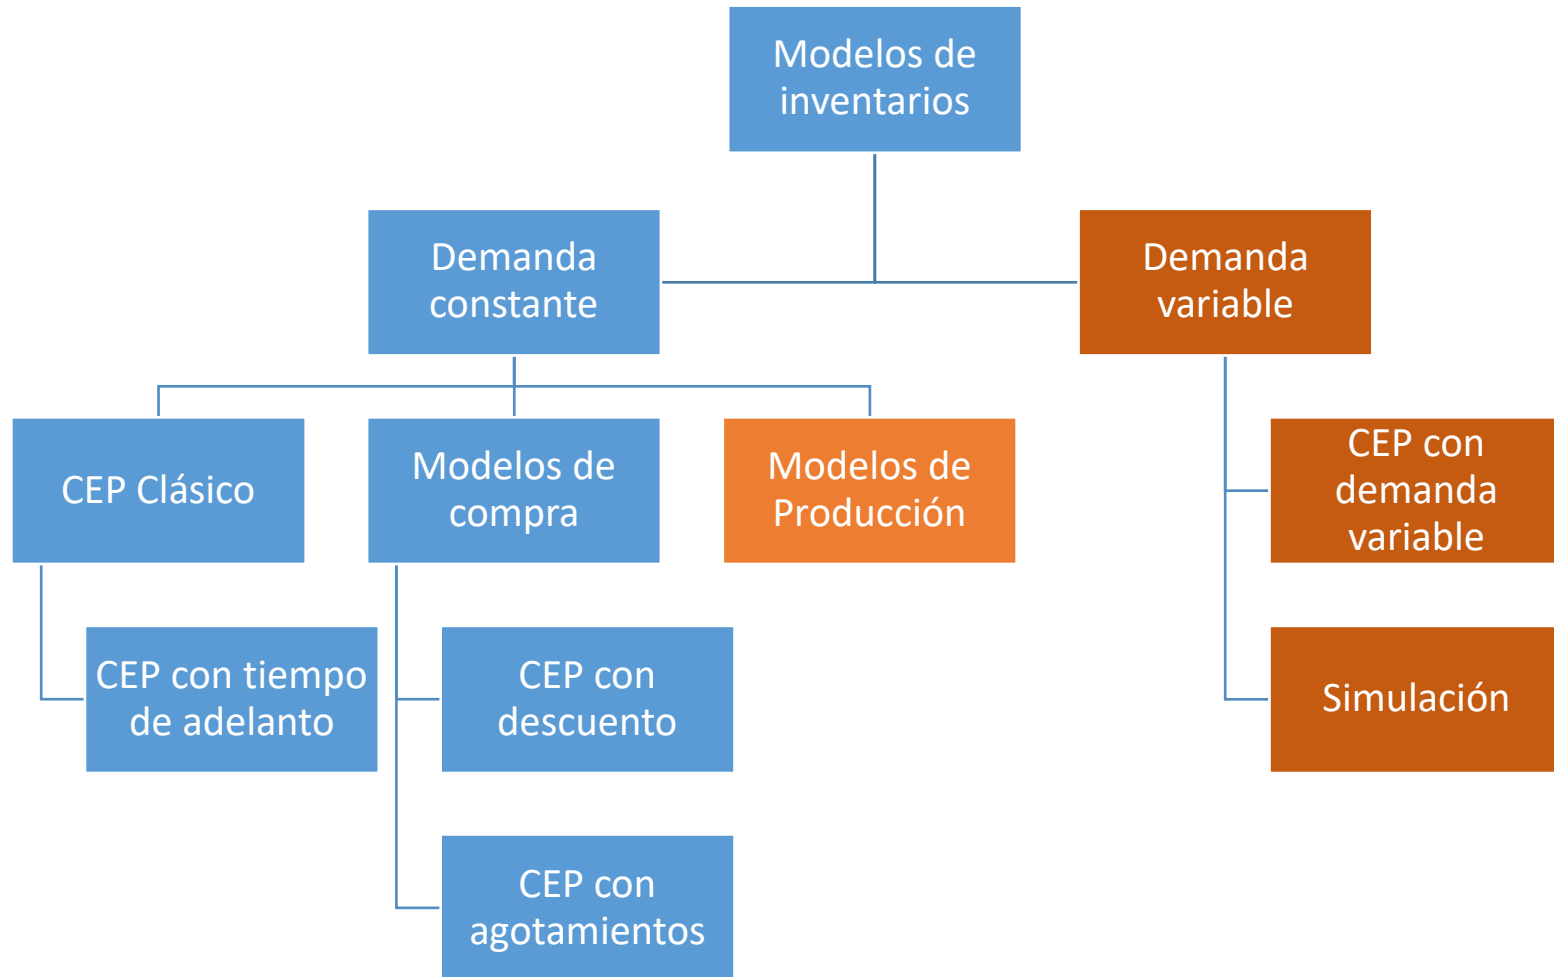 Modelos de
inventarios
Demanda
constante
Demanda
variable
CEP Clásico
Modelos de
compra
Modelos de
Producción
CEP con
demanda
variable
CEP con tiempo
de adelanto
CEP con
descuento
Simulación
CEP con
agotamientos